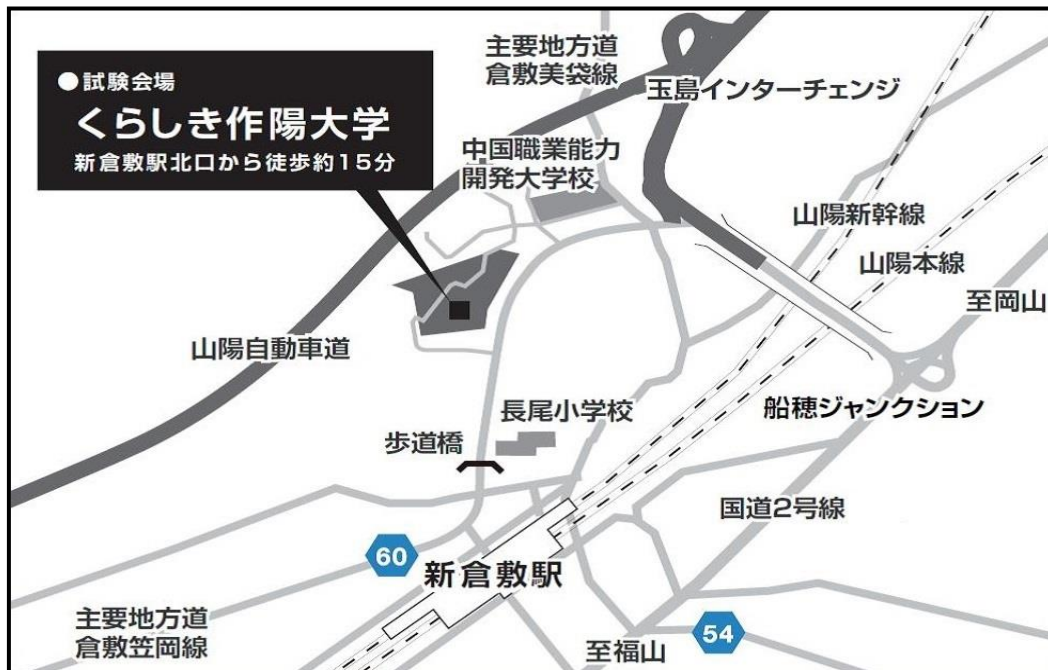 主要地方道
倉敷美袋線
●試験会場
くらしき作陽大学
新倉敷駅北口から徒歩約15分
玉島インターチェンジ
中国職業能力
開発大学校
山陽新幹線
山陽本線
至岡山
山陽自動車道
船穂ジャンクション
長尾小学校
歩道橋
国道2号線
60
新倉敷駅
主要地方道
倉敷笠岡線
54
至福山